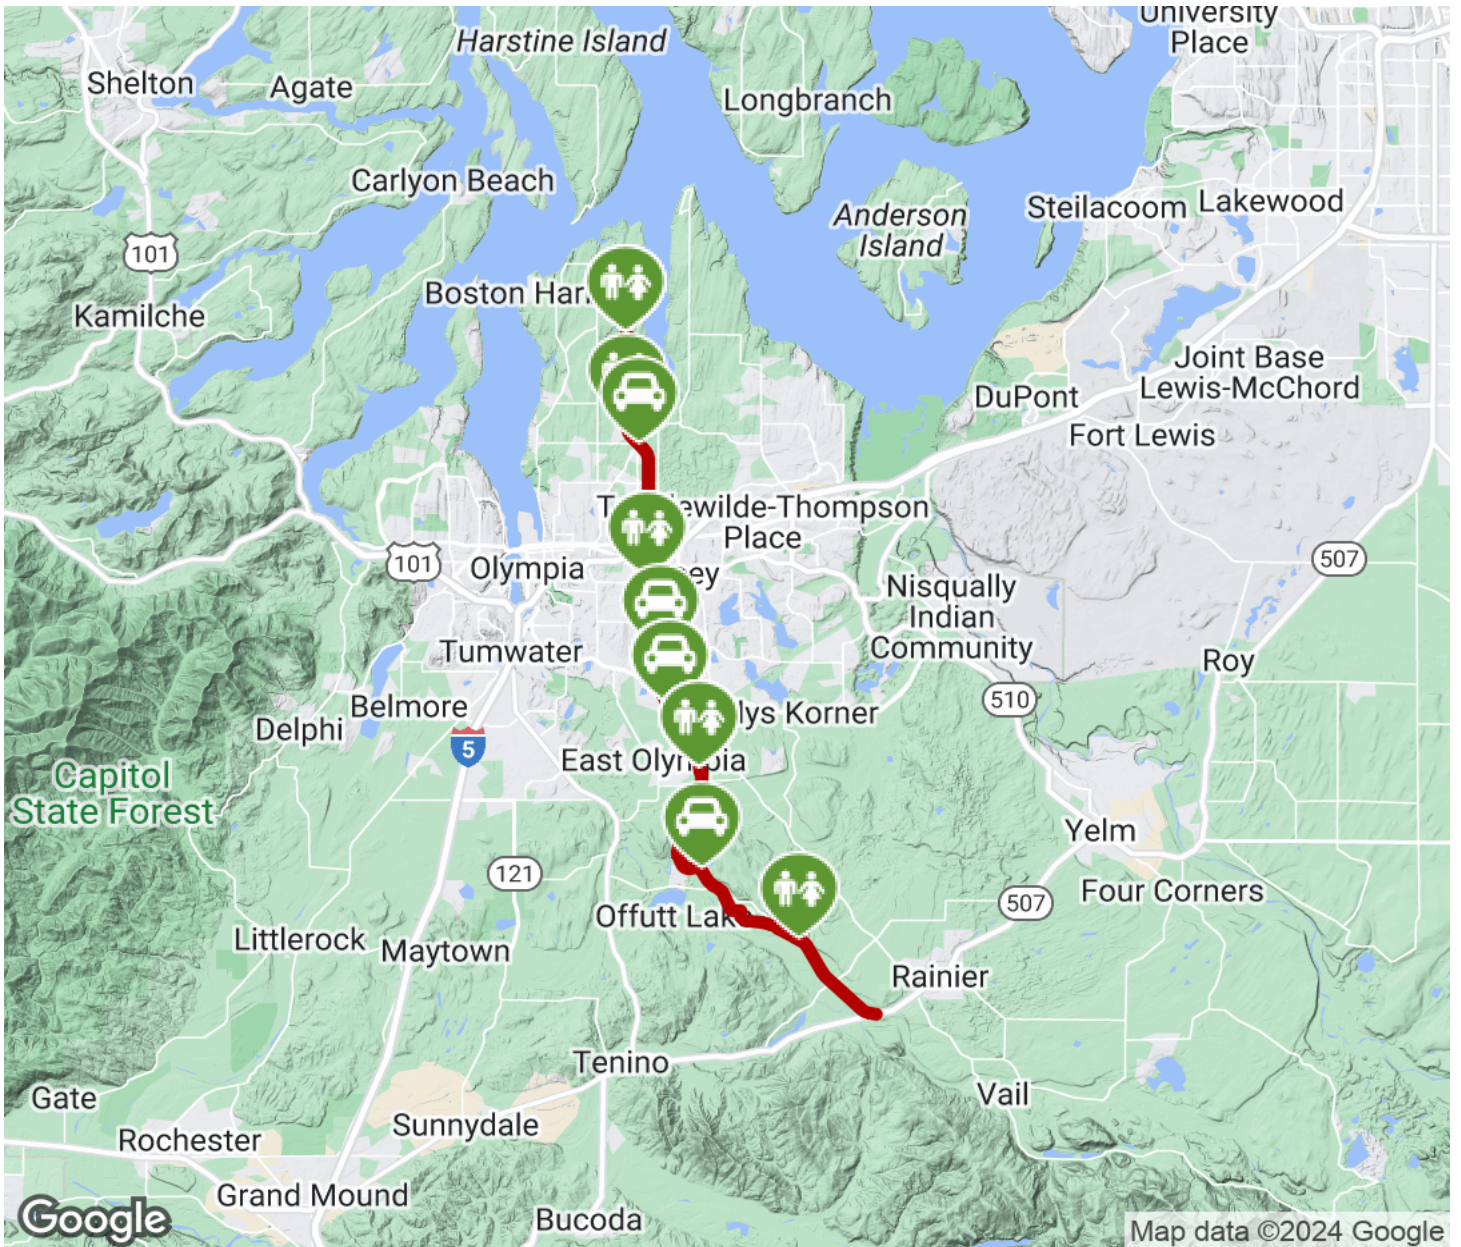 University
Place
Harstine Island
Shelton
Agate
Longbranch
Carlyon Beach
Anderson
Island
Steilacoom
Lakewood
101
Boston Har
Kamilche
Joint Base
Lewis-McChord
DuPont
Fort Lewis
ewilde-Thompson
Place
101
Olympia
ey
507
Nisqually
Indian
Community
Tumwater
Roy
510
Belmore
lys Korner
Delphi
5
East Olympia
Capitol
State Forest
Yelm
121
Four Corners
507
Offutt Lake
Littlerock
Maytown
Rainier
Tenino
Vail
Gate
Sunnydale
Rochester
Grand Mound
Bucoda
Google
Map data ©2024 Google